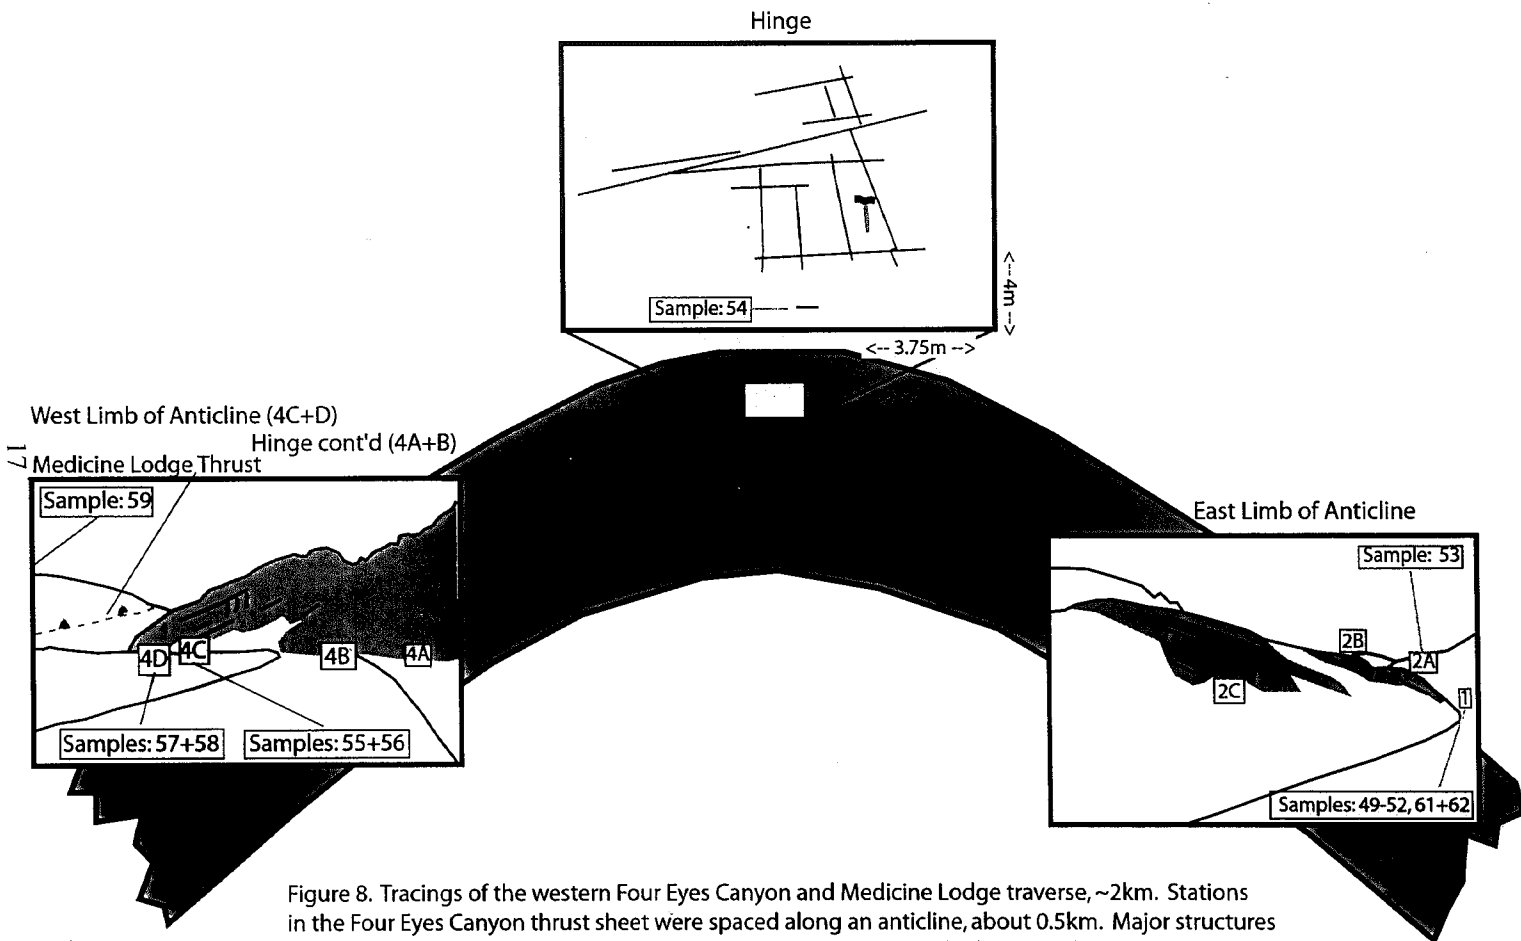 Hinge
Sample: 54
<-- 4m -->
<-- 3.75m -->
West Limb of Anticline (4C+D)
Hinge cont'd (4A+B)
17
Medicine Lodge Thrust
Sample: 59
4D
4C
4B
4A
Samples: 57+58
Samples: 55+56
East Limb of Anticline
Sample: 53
2B
2A
2C
1
Samples: 49-52, 61+62
Figure 8. Tracings of the western Four Eyes Canyon and Medicine Lodge traverse, ~2km. Stations
in the Four Eyes Canyon thrust sheet were spaced along an anticline, about 0.5km. Major structures